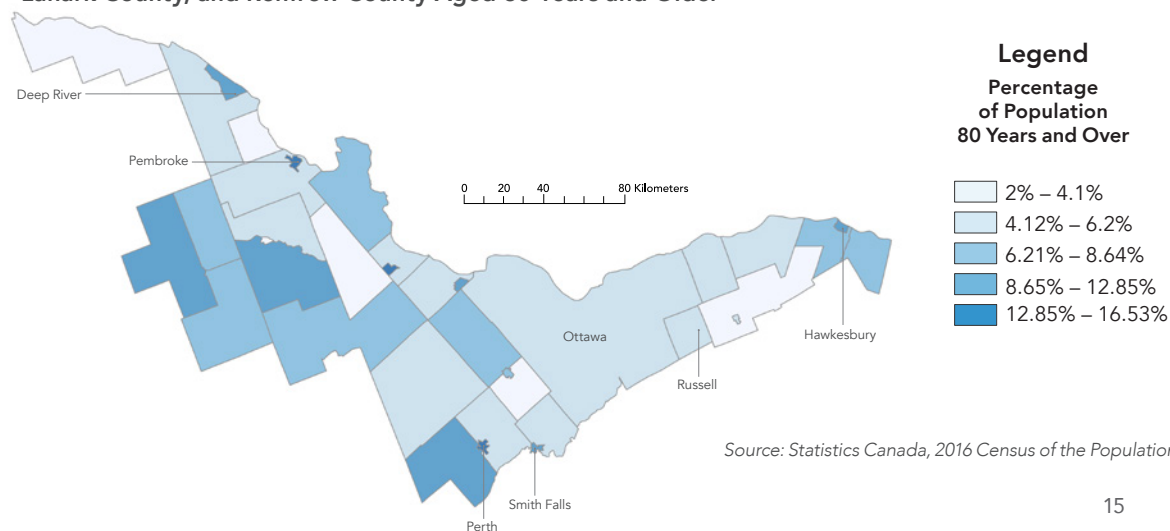 Legend
Percentage
of Population
80 Years and Over
Deep River
Pembroke
0 20 40 80 Kilometers
2% – 4.1%
4.12% – 6.2%
6.21% – 8.64%
8.65% – 12.85%
12.85% – 16.53%
Ottawa
Hawkesbury
Russell
Source: Statistics Canada, 2016 Census of the Population
Smith Falls
Perth
15